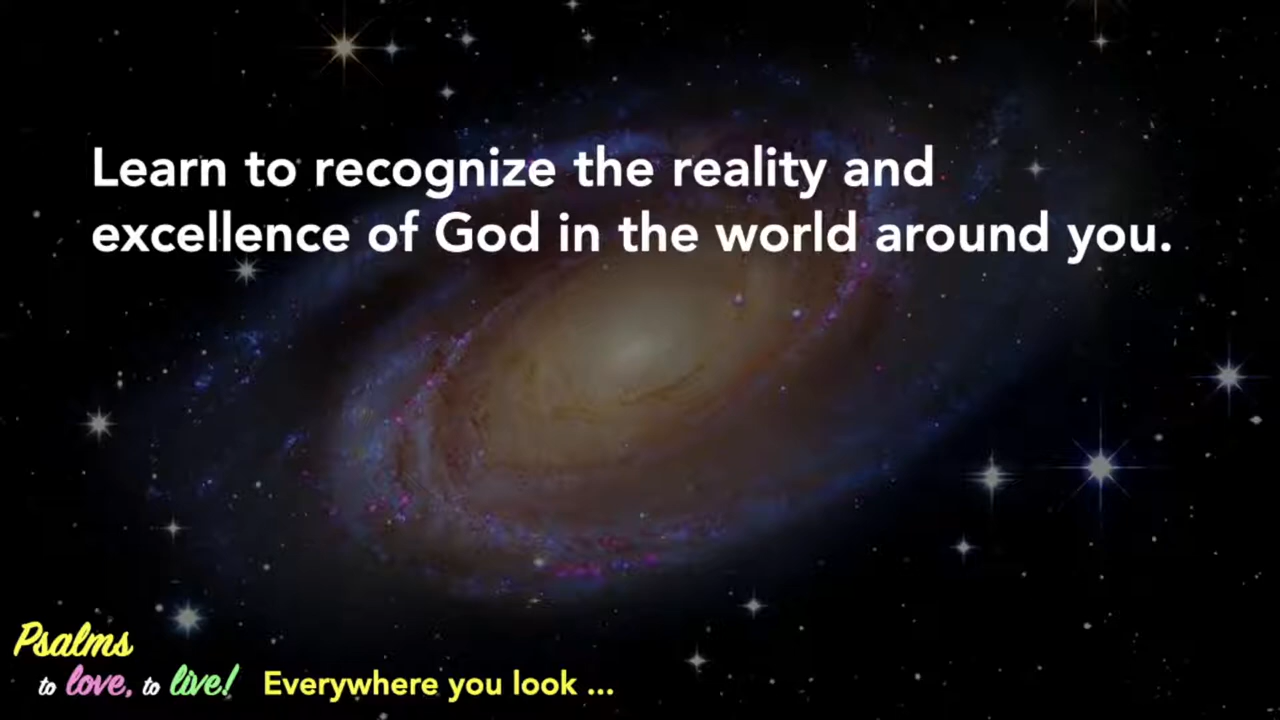 Learn to recognize the reality and
excellence of God in the world around you.
Psalms
to love, to live! Everywhere you look ...